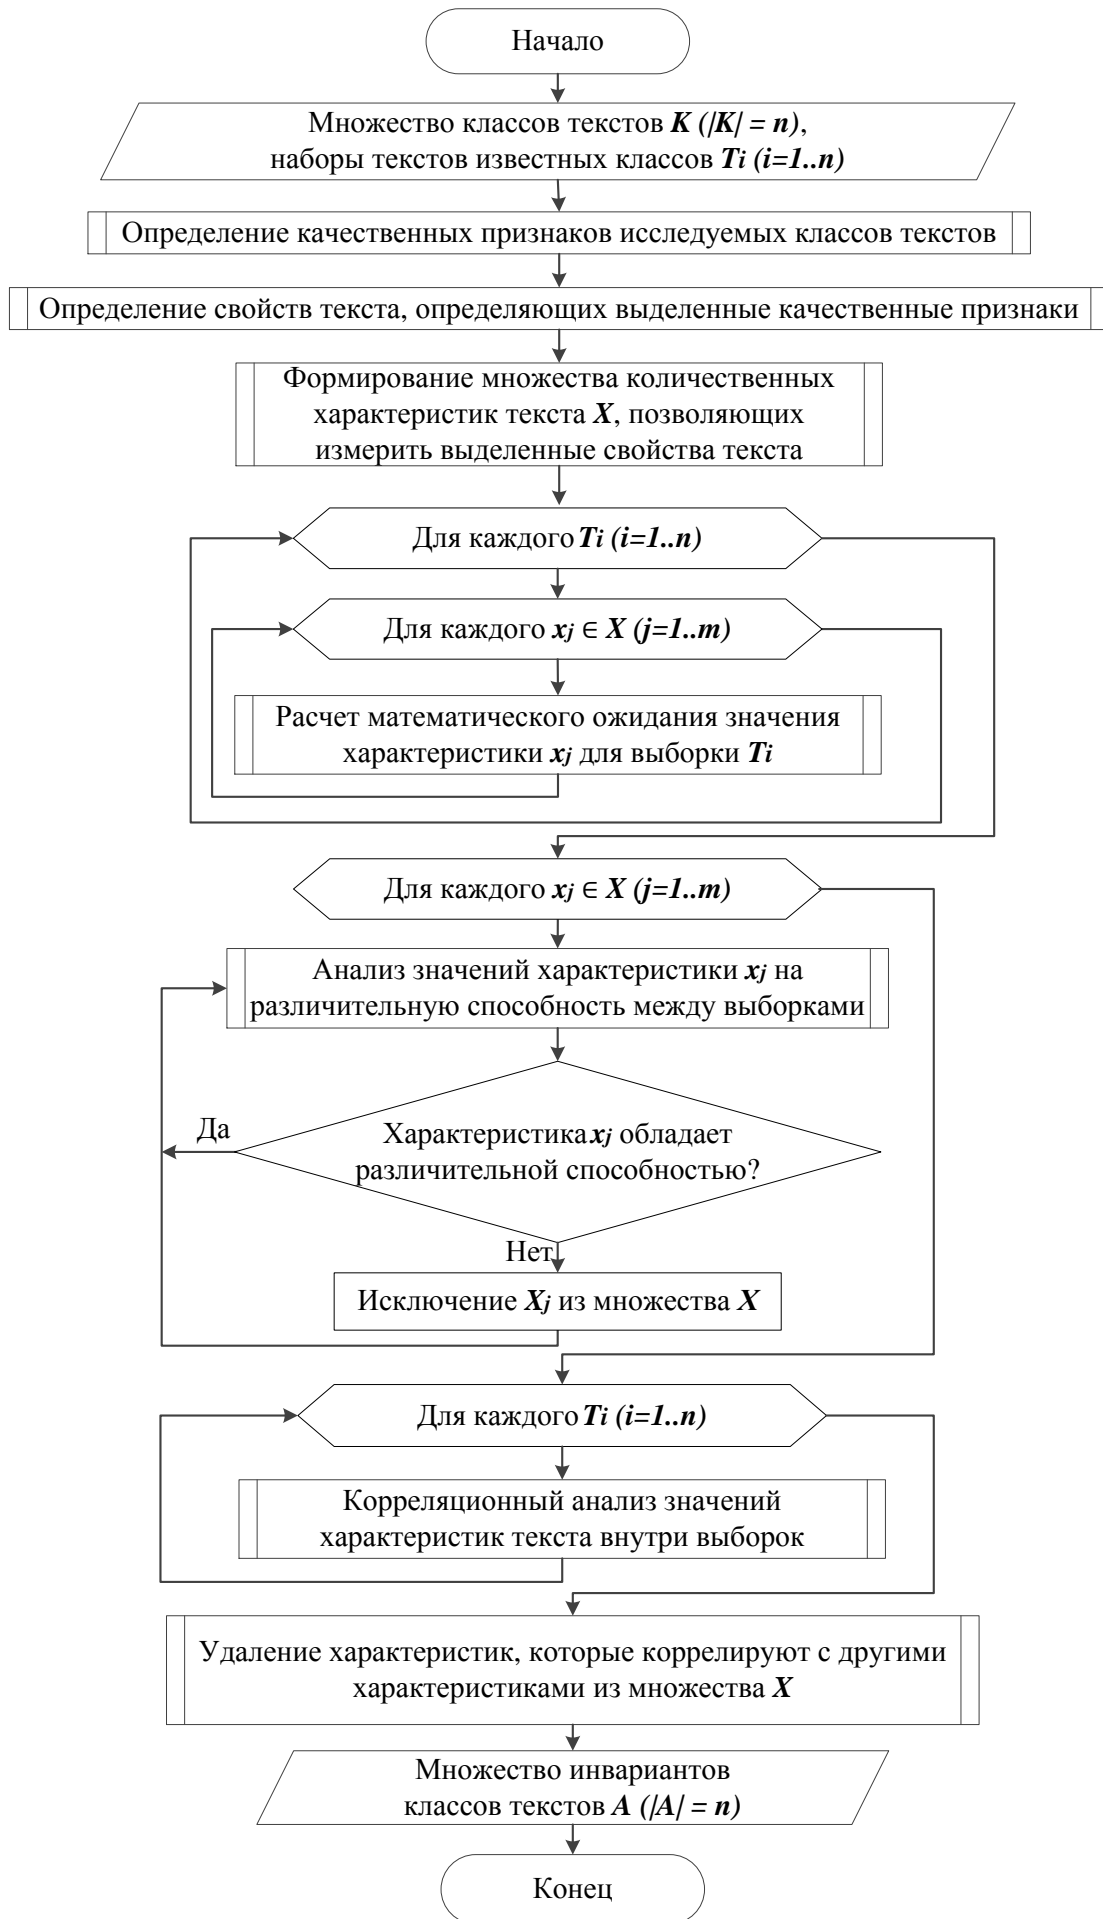 Начало
Множество классов текстов K (|K| = n),
наборы текстов известных классов Ti (i=1..n)
Определение качественных признаков исследуемых классов текстов
Определение свойств текста, определяющих выделенные качественные признаки
Формирование множества количественных
характеристик текста X, позволяющих
измерить выделенные свойства текста
Для каждого Ti (i=1..n)
Для каждого xj ∈ X (j=1..m)
Расчет математического ожидания значения
характеристики xj для выборки Ti
Для каждого xj ∈ X (j=1..m)
Анализ значений характеристики xj на
различительную способность между выборками
Да
Характеристика xj обладает
различительной способностью?
Нет
Исключение Xj из множества X
Для каждого Ti (i=1..n)
Корреляционный анализ значений
характеристик текста внутри выборок
Удаление характеристик, которые коррелируют с другими
характеристиками из множества X
Множество инвариантов
классов текстов A (|A| = n)
Конец